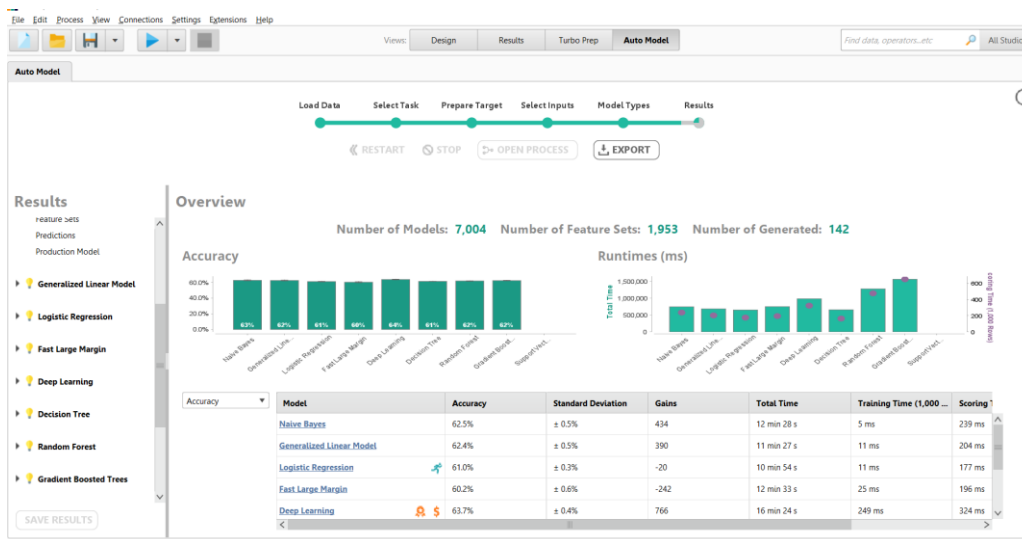 File Edit Process View Connections Settings Extensions Help
Views: Design Results Turbo Prep Auto Model Find data, operators...etc All Studio
Auto Model
Load Data Select Task Prepare Target Select Inputs Model Types Results
RESTART STOP OPEN PROCESS EXPORT
Results
Feature Sets
Predictions
Production Model
Generalized Linear Model
Logistic Regression
Fast Large Margin
Deep Learning
Decision Tree
Random Forest
Gradient Boosted Trees
SAVE RESULTS
Overview
Number of Models: 7,004 Number of Feature Sets: 1,953 Number of Generated: 142
Accuracy
60.0%
40.0%
20.0%
0.0%
63% 62% 61% 60% 64% 61% 62% 62%
Naive Bayes Generalized Line... Logistic Regression Fast Large Margin Deep Learning Decision Tree Random Forest Gradient Boost... Support Vect...
Runtimes (ms)
Total Time
1,500,000
1,000,000
500,000
0
600
400
200
0
coring Time (1,000 Rows)
Naive Bayes Generalized Line... Logistic Regression Fast Large Margin Deep Learning Decision Tree Random Forest Gradient Boost... Support Vect...
Accuracy
Model Accuracy Standard Deviation Gains Total Time Training Time (1,000 ... Scoring T
Naive Bayes 62.5% ± 0.5% 434 12 min 28 s 5 ms 239 ms
Generalized Linear Model 62.4% ± 0.5% 390 11 min 27 s 11 ms 204 ms
Logistic Regression 61.0% ± 0.3% -20 10 min 54 s 11 ms 177 ms
Fast Large Margin 60.2% ± 0.6% -242 12 min 33 s 25 ms 196 ms
Deep Learning $ 63.7% ± 0.4% 766 16 min 24 s 249 ms 324 ms